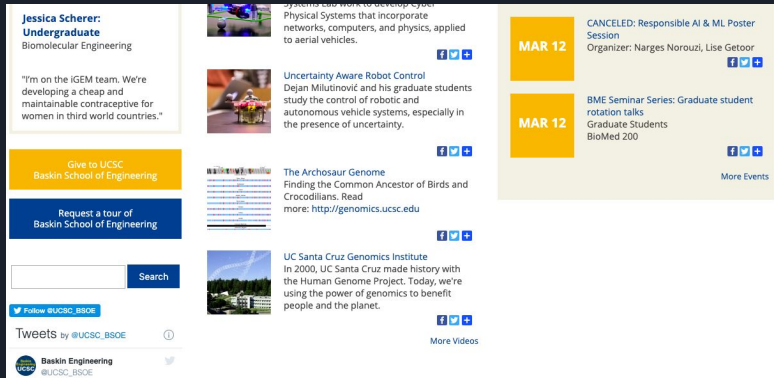 Jessica Scherer:
Undergraduate
Biomolecular Engineering
"I'm on the iGEM team. We're
developing a cheap and
maintainable contraceptive for
women in third world countries."
Give to UCSC
Baskin School of Engineering
Request a tour of
Baskin School of Engineering
Search
Follow @UCSC_BSOE
Tweets by @UCSC_BSOE
Baskin Engineering
@UCSC_BSOE
Systems Lab work to develop Cyber
Physical Systems that incorporate
networks, computers, and physics, applied
to aerial vehicles.
Uncertainty Aware Robot Control
Dejan Milutinović and his graduate students
study the control of robotic and
autonomous vehicle systems, especially in
the presence of uncertainty.
The Archosaur Genome
Finding the Common Ancestor of Birds and
Crocodilians. Read
more: http://genomics.ucsc.edu
UC Santa Cruz Genomics Institute
In 2000, UC Santa Cruz made history with
the Human Genome Project. Today, we're
using the power of genomics to benefit
people and the planet.
More Videos
MAR 12
CANCELED: Responsible AI & ML Poster
Session
Organizer: Narges Norouzi, Lise Getoor
MAR 12
BME Seminar Series: Graduate student
rotation talks
Graduate Students
BioMed 200
More Events